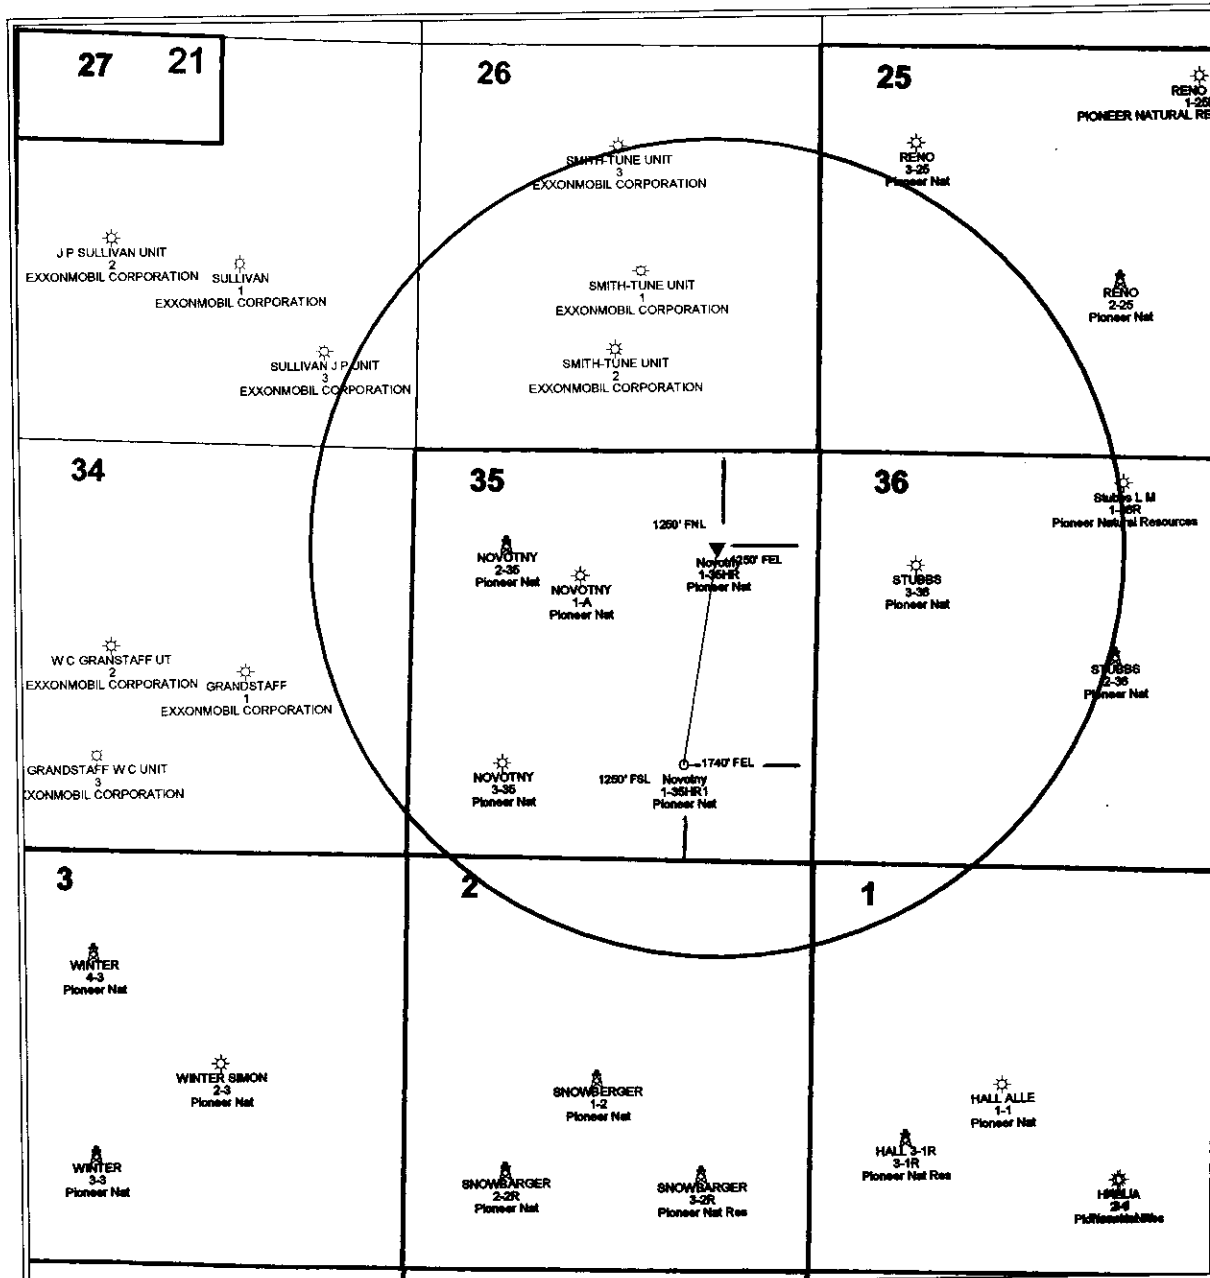 27 21
26
25
RENO
PIONEER NATURAL RE
SMITH-TUNE UNIT
3
EXXONMOBIL CORPORATION
RENO
3-25
Pioneer Nat
J P SULLIVAN UNIT
2
EXXONMOBIL CORPORATION
SULLIVAN
1
EXXONMOBIL CORPORATION
SMITH-TUNE UNIT
1
EXXONMOBIL CORPORATION
RENO
2-25
Pioneer Nat
SULLIVAN J P UNIT
3
EXXONMOBIL CORPORATION
SMITH-TUNE UNIT
2
EXXONMOBIL CORPORATION
34
35
36
Stubbs L M
1-36R
Pioneer Natural Resources
1250' FNL
1250' FEL
NOVOTNY
2-35
Pioneer Nat
NOVOTNY
1-A
Pioneer Nat
Novotny
1-35HR
Pioneer Nat
STUBBS
3-36
Pioneer Nat
W C GRANSTAFF UT
2
EXXONMOBIL CORPORATION
GRANDSTAFF
1
EXXONMOBIL CORPORATION
STUBBS
2-36
Pioneer Nat
GRANDSTAFF W C UNIT
3
XXONMOBIL CORPORATION
NOVOTNY
3-35
Pioneer Nat
1740' FEL
1250' FSL
Novotny
1-35HR1
Pioneer Nat
3
2
1
WINTER
4-3
Pioneer Nat
WINTER SIMON
2-3
Pioneer Nat
SNOWBERGER
1-2
Pioneer Nat
HALL ALLE
1-1
Pioneer Nat
WINTER
3-3
Pioneer Nat
SNOWBARGER
2-2R
Pioneer Nat
SNOWBARGER
3-2R
Pioneer Nat Res
HALL 3-1R
3-1R
Pioneer Nat Res